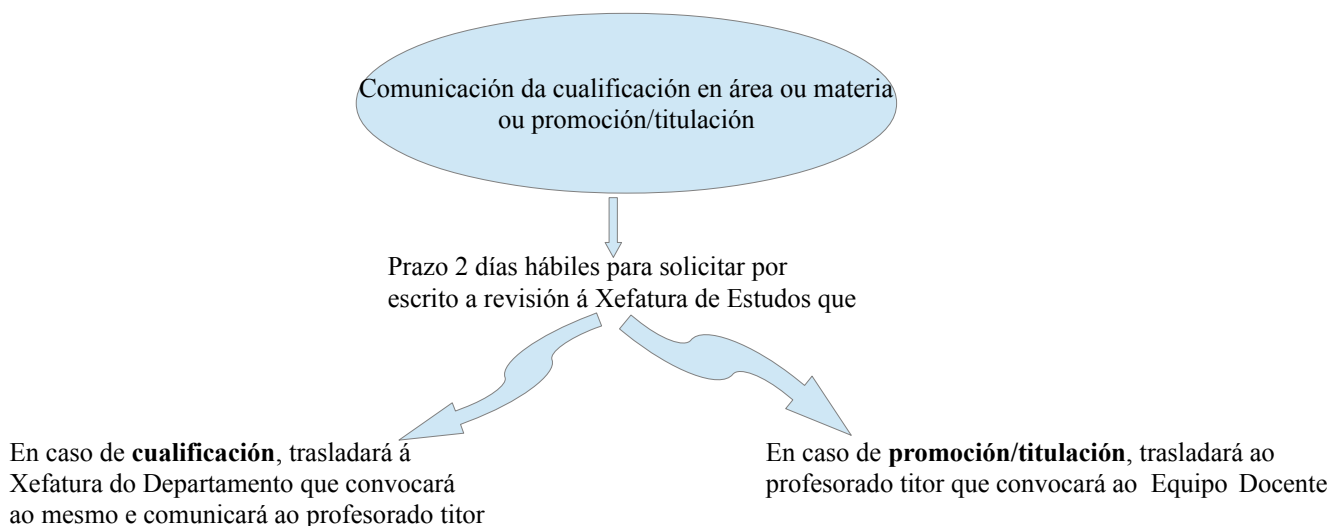 Comunicación da cualificación en área ou materia
ou promoción/titulación
Prazo 2 días hábiles para solicitar por
escrito a revisión á Xefatura de Estudos que
En caso de cualificación, trasladará á
Xefatura do Departamento que convocará
ao mesmo e comunicará ao profesorado titor
En caso de promoción/titulación, trasladará ao
profesorado titor que convocará ao Equipo Docente